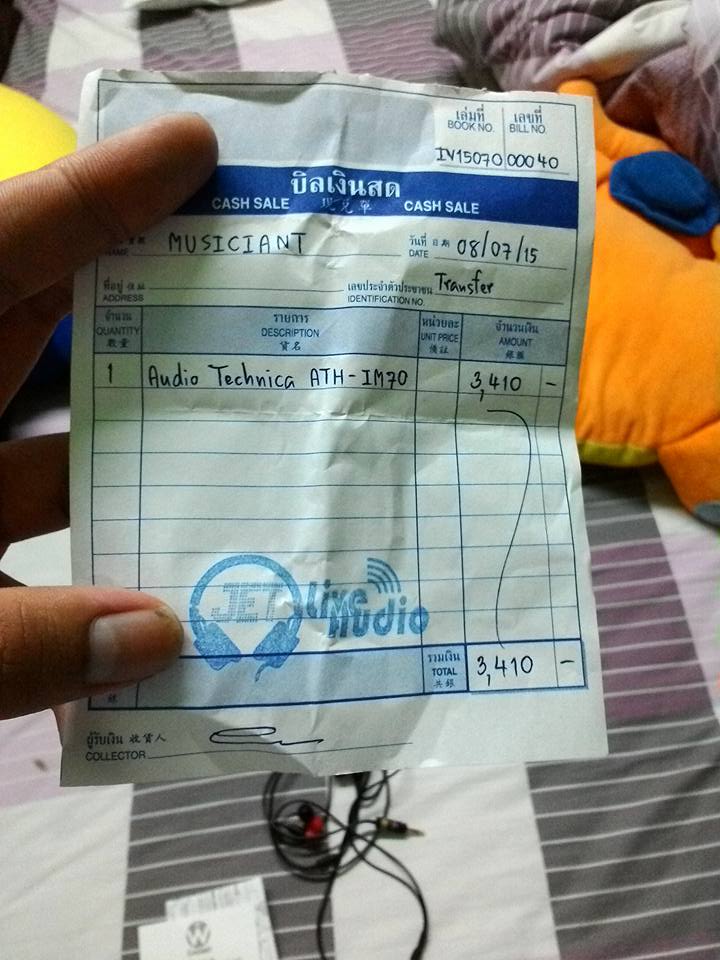 เล่มที่ เลขที่
BOOK NO. BILL NO.
IV15070 00040
บิลเงินสด
CASH SALE 現兌單 CASH SALE
NAME MUSICIANT วันที่ 日期 DATE 08/07/15
ที่อยู่ 住址 ADDRESS เลขประจำตัวประชาชน IDENTIFICATION NO. Transfer
จำนวน รายการ หน่วยละ จำนวนเงิน
QUANTITY DESCRIPTION UNIT PRICE AMOUNT
數量 貨名 備註 銀額
1 Audio Technica ATH-IM70 3,410 -
JET Live Audio
รวมเงิน
TOTAL 3,410 -
共銀
ผู้รับเงิน 收貨人
COLLECTOR